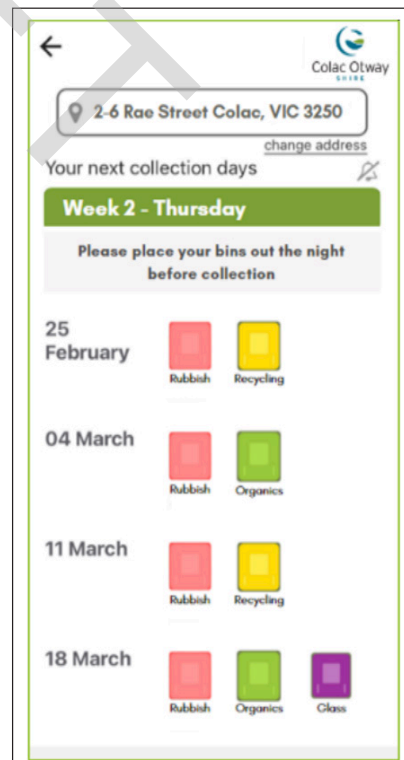 Colac Otway
SHIRE
2-6 Rae Street Colac, VIC 3250
change address
Your next collection days
Week 2 - Thursday
Please place your bins out the night
before collection
25
February
Rubbish Recycling
04 March
Rubbish Organics
11 March
Rubbish Recycling
18 March
Rubbish Organics Glass